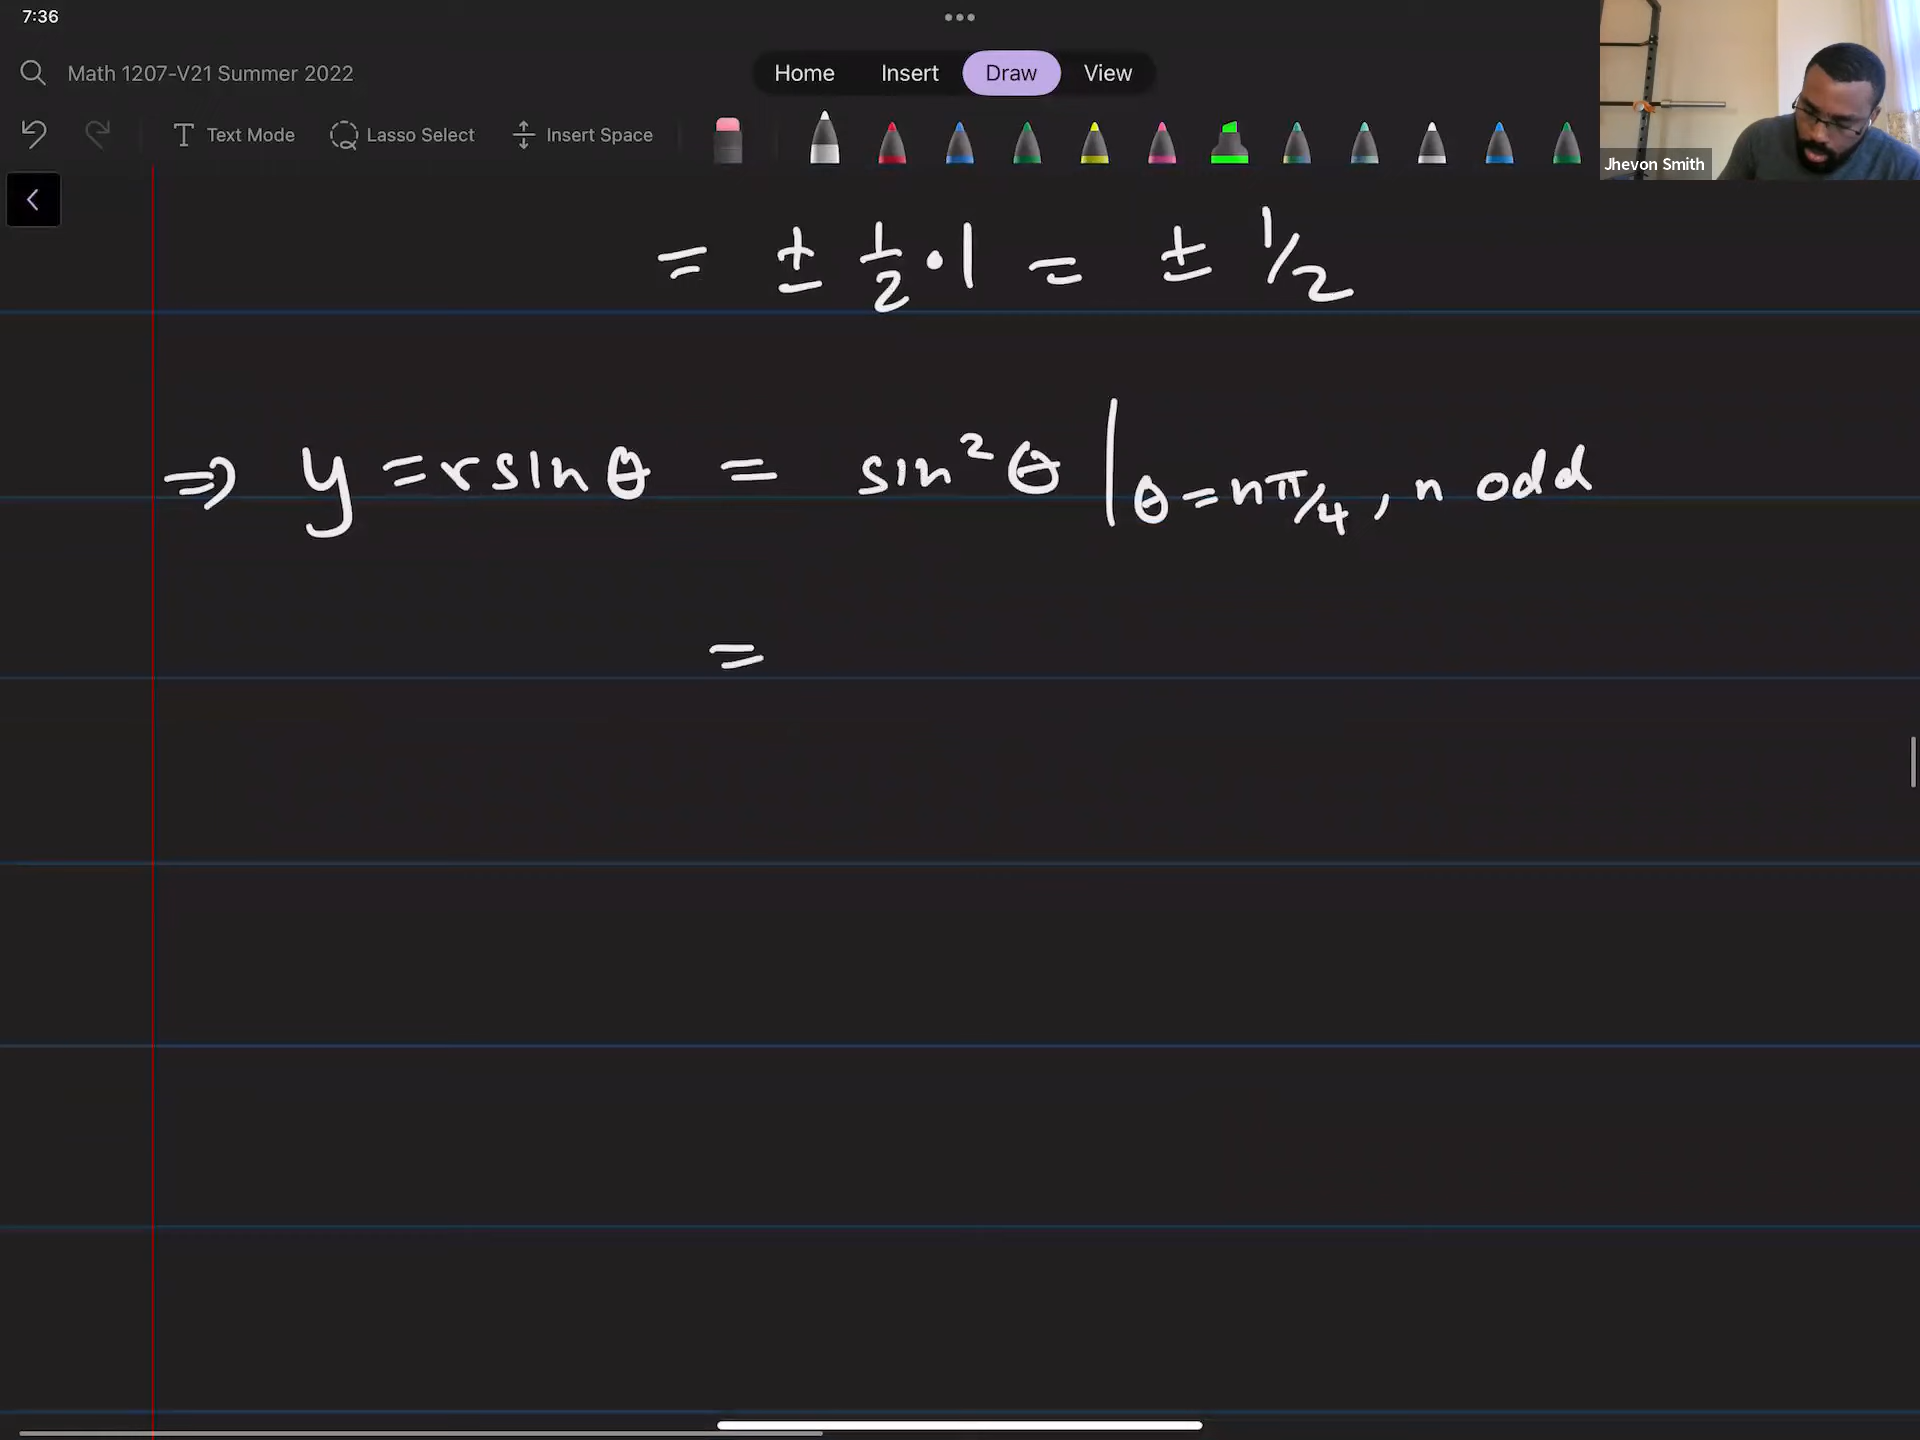 7:36
Math 1207-V21 Summer 2022
Home Insert Draw View
Text Mode Lasso Select Insert Space
Jhevon Smith
= ± 1/2 · 1 = ± 1/2
⇒ y = r sin θ = sin² θ |θ = nπ/4, n odd
=